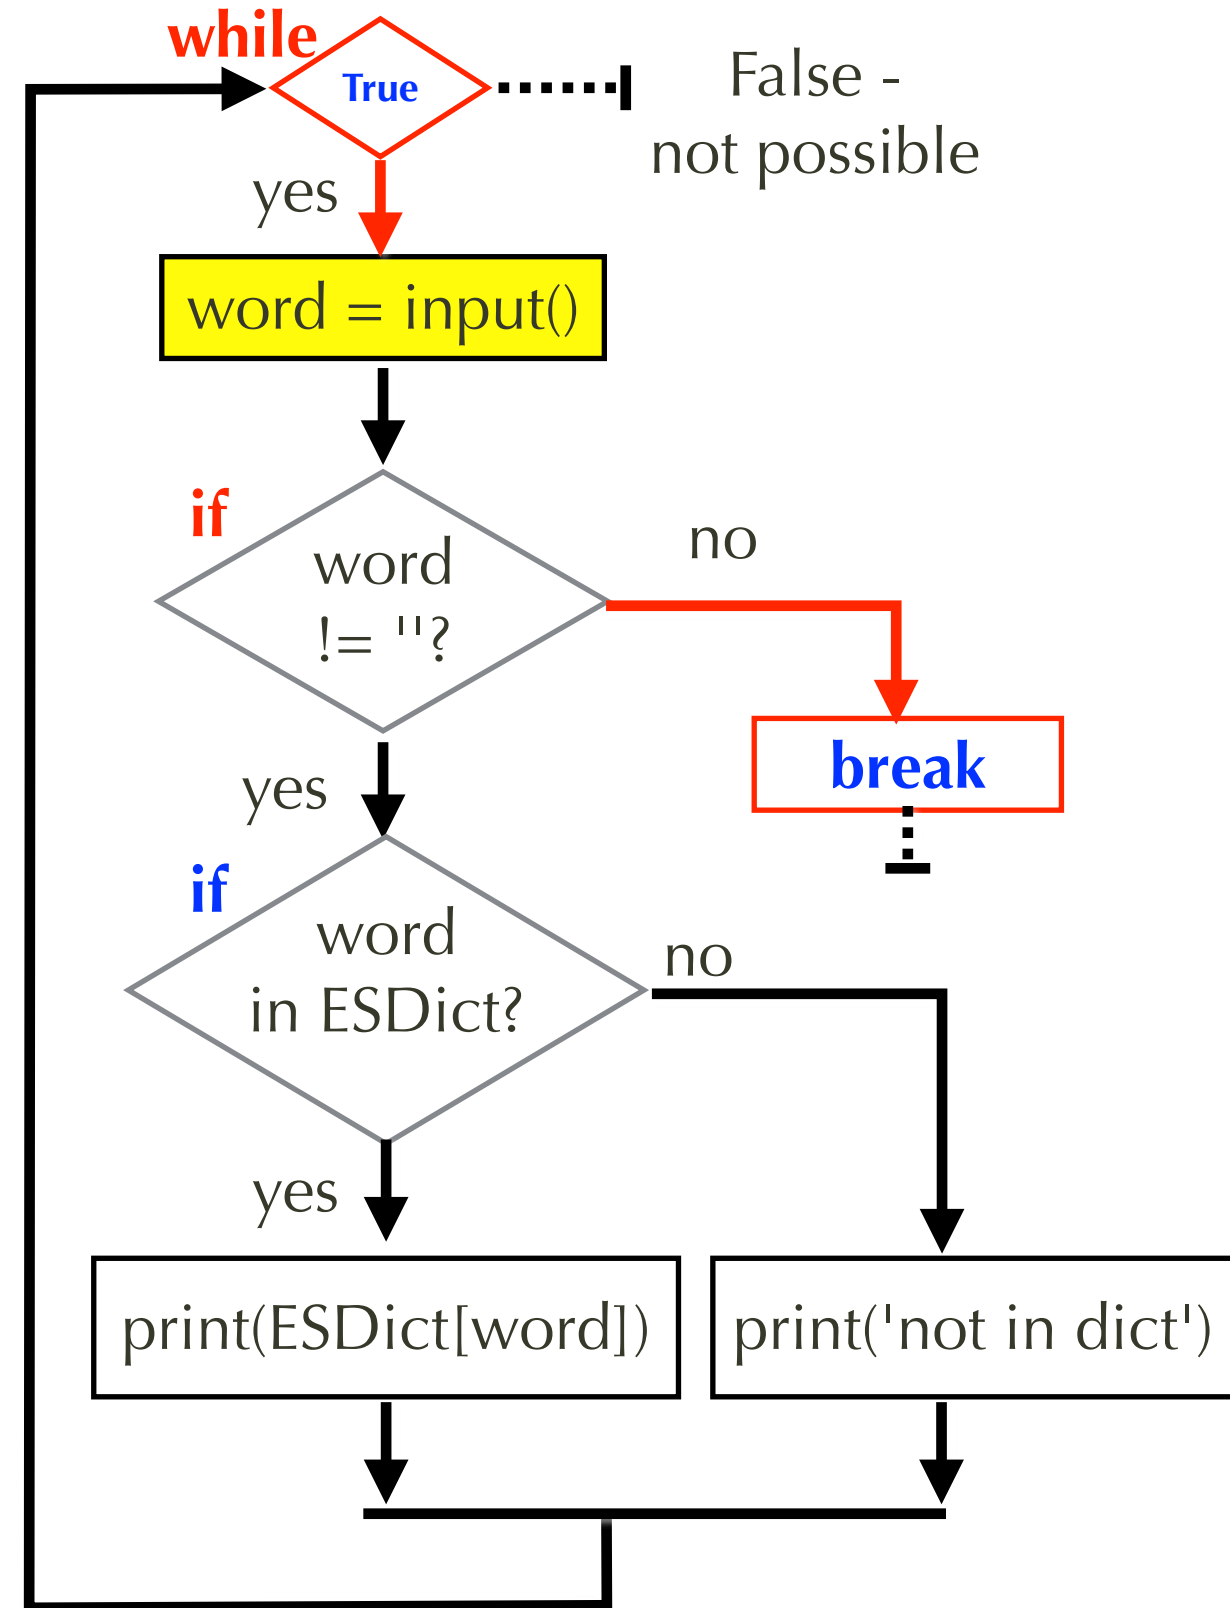 while
True
False -
not possible
yes
word = input()
if
word
!= ''?
no
break
yes
if
word
in ESDict?
no
yes
print(ESDict[word])
print('not in dict')